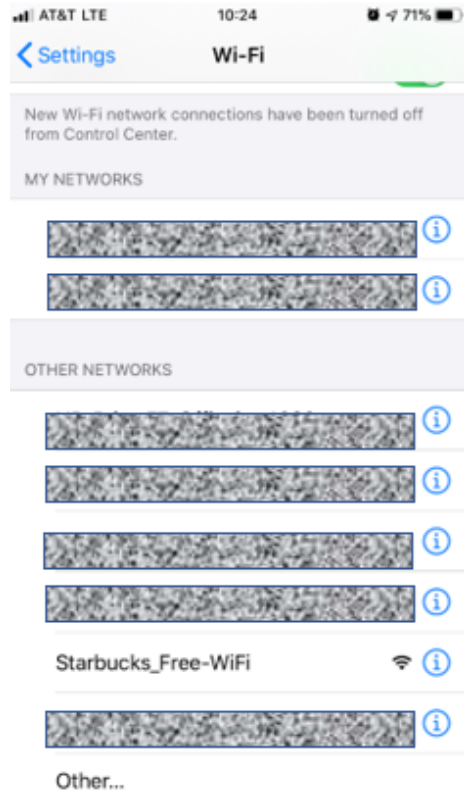 AT&T LTE 10:24 71%
Settings Wi-Fi
New Wi-Fi network connections have been turned off
from Control Center.
MY NETWORKS
OTHER NETWORKS
Starbucks_Free-WiFi
Other...